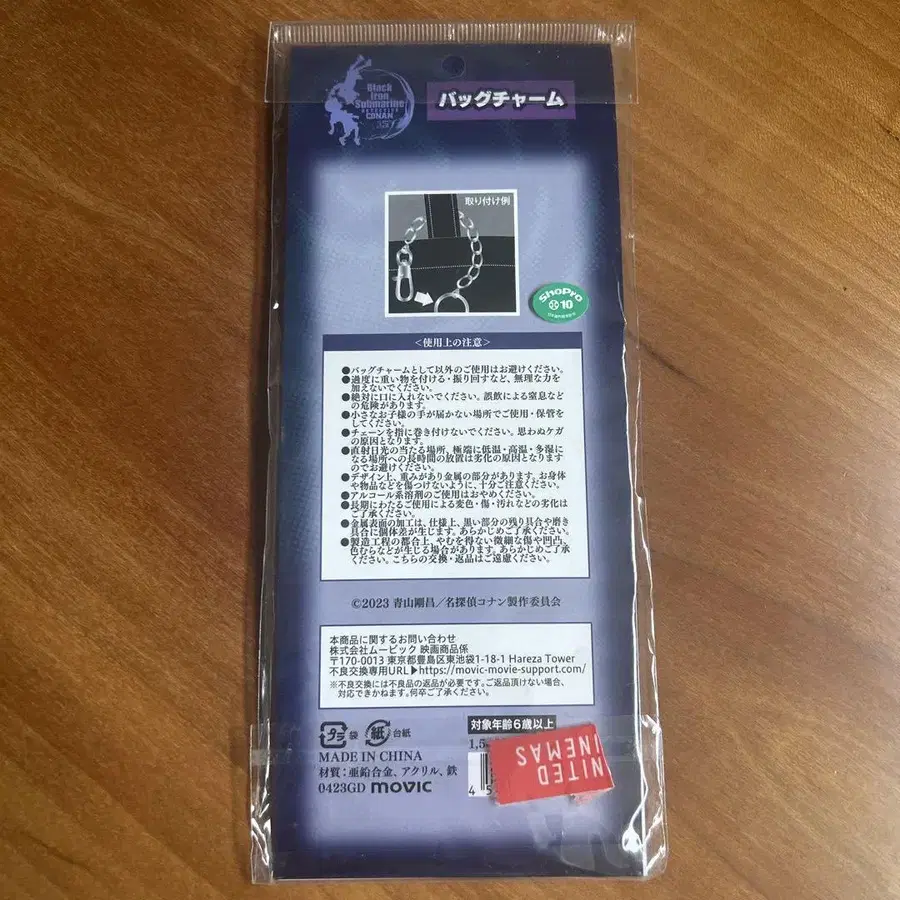 Black
Iron
Submarine
DETECTIVE
CONAN
バッグチャーム
取り付け例
ShoPro
10
<使用上の注意>
●バッグチャームとして以外のご使用はお避けください。
●過度に重い物を付ける・振り回すなど、無理な力を
加えないでください。
●絶対に口に入れないでください。誤飲による窒息など
の危険があります。
●小さなお子様の手が届かない場所でご使用・保管を
してください。
●チェーンを指に巻き付けないでください。思わぬケガ
の原因となります。
●直射日光の当たる場所、極端に低温・高温・多湿に
なる場所への長時間の放置は劣化の原因となります
のでお避けください。
●デザイン上、重みがあり金属の部分があります。お身体
や物品などを傷つけないように、十分ご注意ください。
●アルコール系溶剤のご使用はおやめください。
●長期にわたるご使用による変色・傷・汚れなどの劣化は
ご了承ください。
●金属表面の加工は、仕様上、黒い部分の残り具合や磨き
具合に個体差が生じます。あらかじめご了承ください。
●製造工程の都合上、やむを得ない微細な傷や凹凸、
色むらなどが生じる場合があります。あらかじめご了承
ください。こちらの交換・返品はご遠慮ください。
©2023 青山剛昌/名探偵コナン製作委員会
本商品に関するお問い合わせ
株式会社ムービック 映画商品係
〒170-0013 東京都豊島区東池袋1-18-1 Hareza Tower
不良交換専用URL▶https://movic-movie-support.com/
※不良交換には不良品の返品が必要です。ご返品頂けない場合、
対応できかねます。何卒ご了承ください。
プラ 袋 紙 台紙
対象年齢6歳以上
MADE IN CHINA
材質:亜鉛合金、アクリル、鉄
0423GD movic
NITED
INEMAS